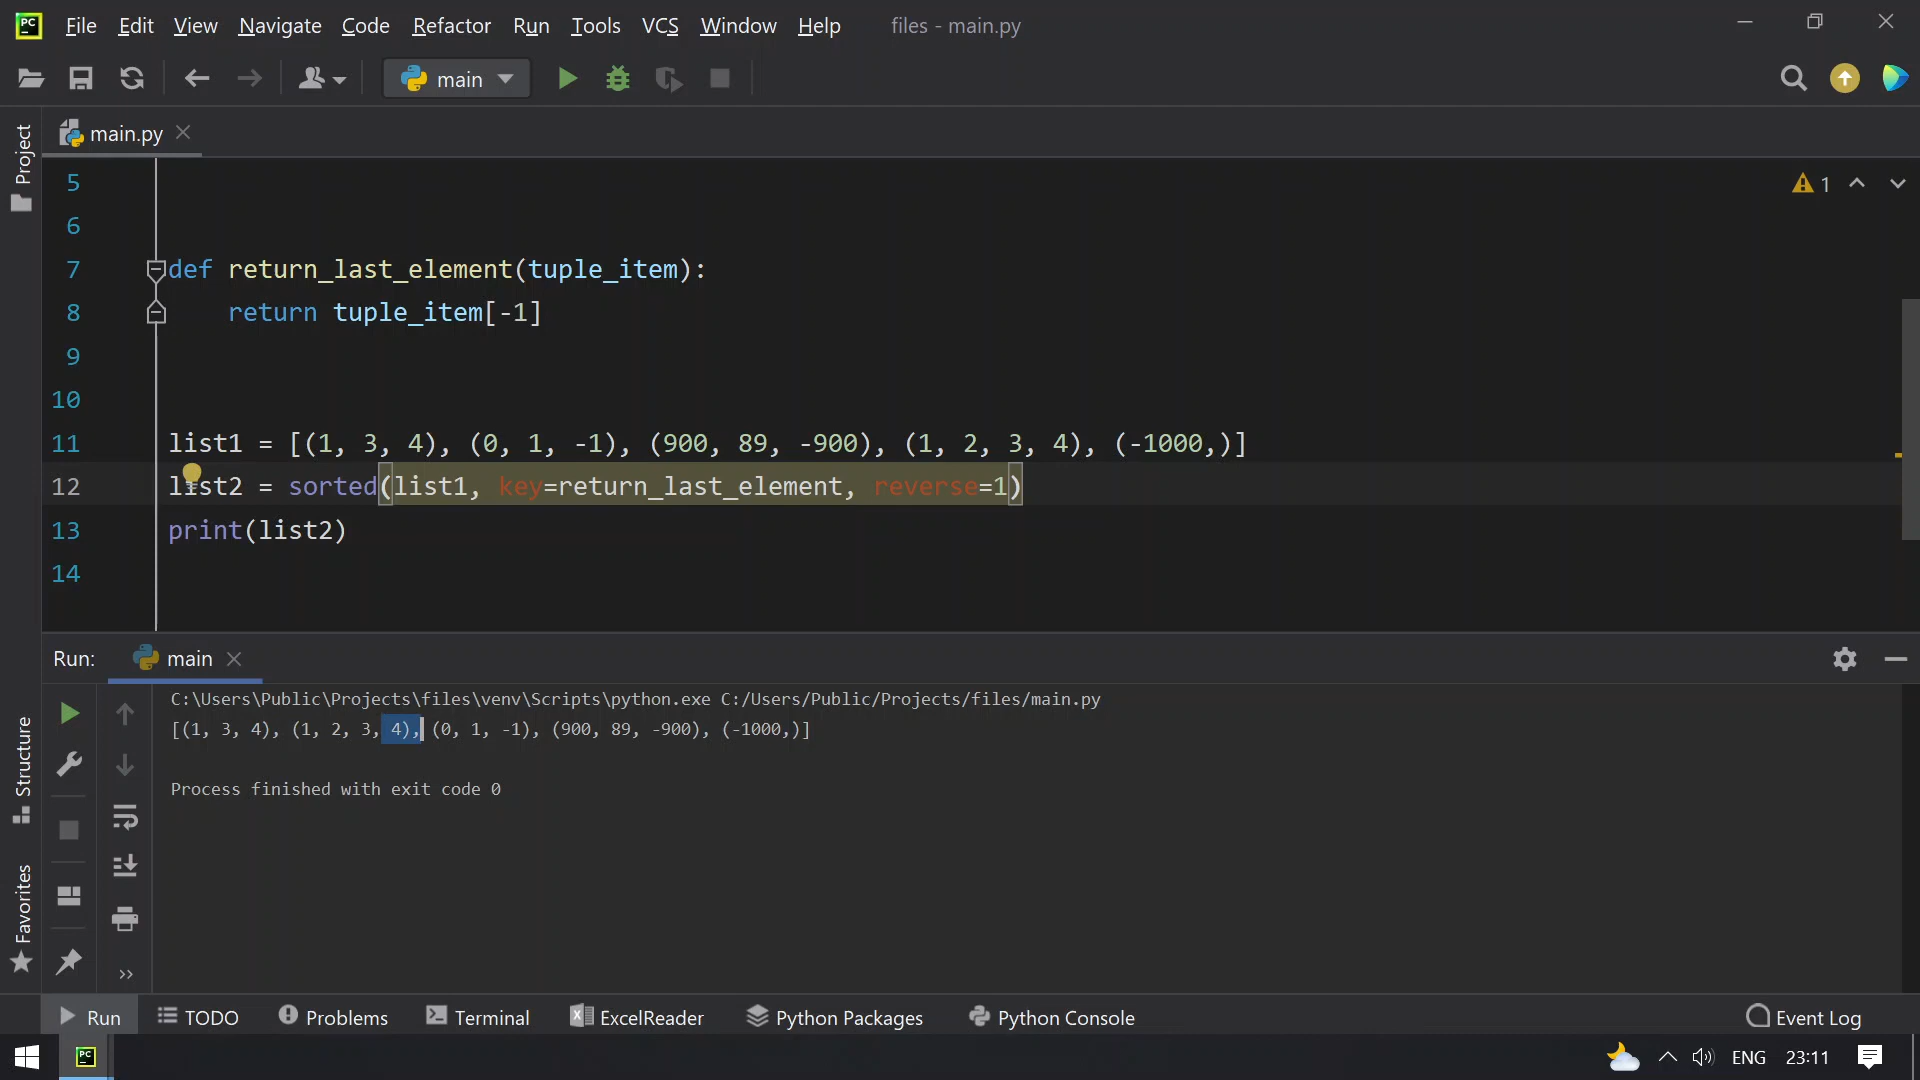 File Edit View Navigate Code Refactor Run Tools VCS Window Help files - main.py
main
main.py
Project
1
5
6
7 def return_last_element(tuple_item):
8 return tuple_item[-1]
9
10
11 list1 = [(1, 3, 4), (0, 1, -1), (900, 89, -900), (1, 2, 3, 4), (-1000,)]
12 list2 = sorted(list1, key=return_last_element, reverse=1)
13 print(list2)
14
Run: main
C:\Users\Public\Projects\files\venv\Scripts\python.exe C:/Users/Public/Projects/files/main.py
[(1, 3, 4), (1, 2, 3, 4), (0, 1, -1), (900, 89, -900), (-1000,)]
Process finished with exit code 0
Structure
Favorites
Run TODO Problems Terminal ExcelReader Python Packages Python Console Event Log
PC ENG 23:11